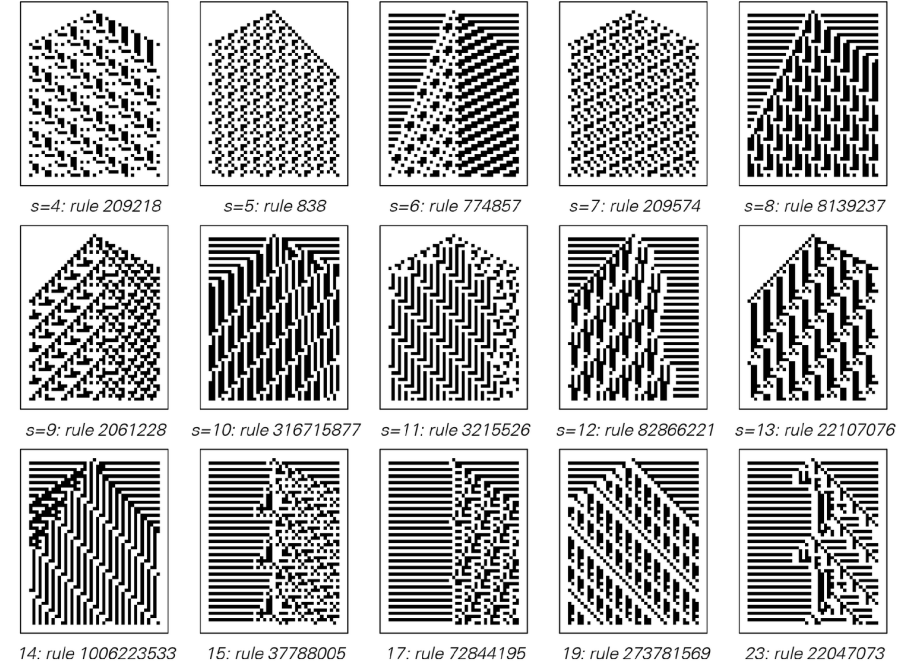 s=4: rule 209218
s=5: rule 838
s=6: rule 774857
s=7: rule 209574
s=8: rule 8139237
s=9: rule 2061228
s=10: rule 316715877
s=11: rule 3215526
s=12: rule 82866221
s=13: rule 22107076
14: rule 1006223533
15: rule 37788005
17: rule 72844195
19: rule 273781569
23: rule 22047073